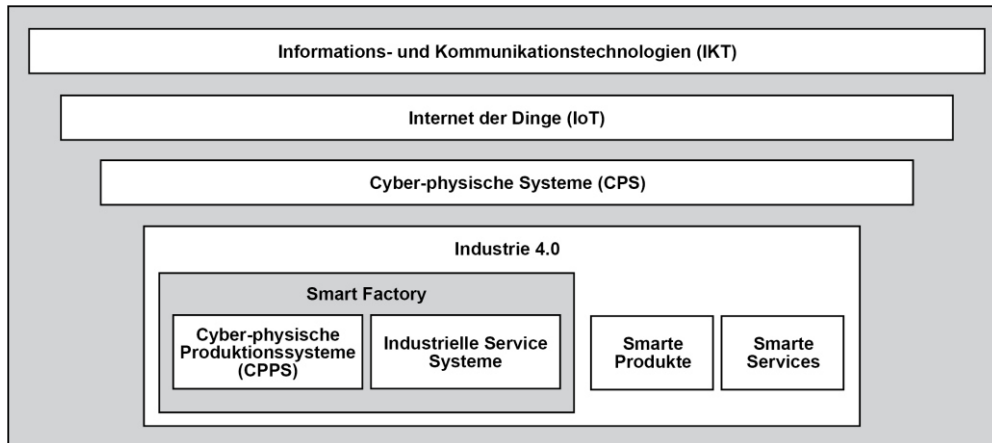 Informations- und Kommunikationstechnologien (IKT)
Internet der Dinge (IoT)
Cyber-physische Systeme (CPS)
Industrie 4.0
Smart Factory
Cyber-physische
Produktionssysteme
(CPPS)
Industrielle Service
Systeme
Smarte
Produkte
Smarte
Services